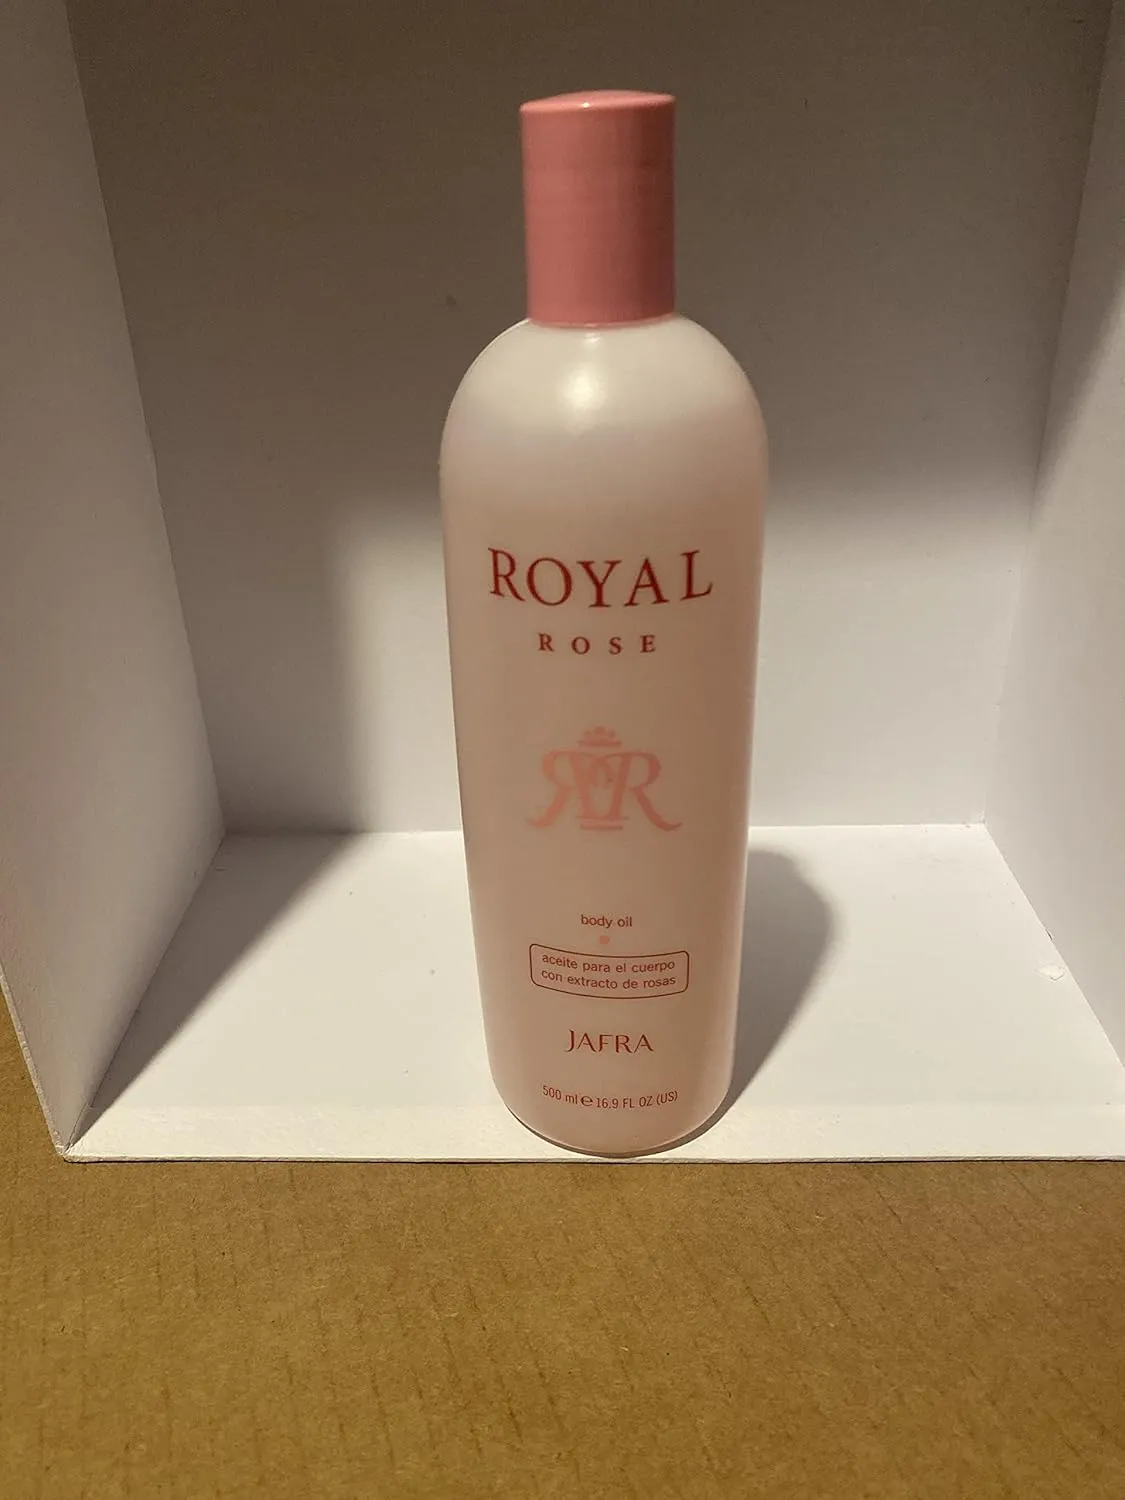 ROYAL
ROSE
RR
body oil
aceite para el cuerpo
con extracto de rosas
JAFRA
500 ml e 16.9 FL OZ (US)